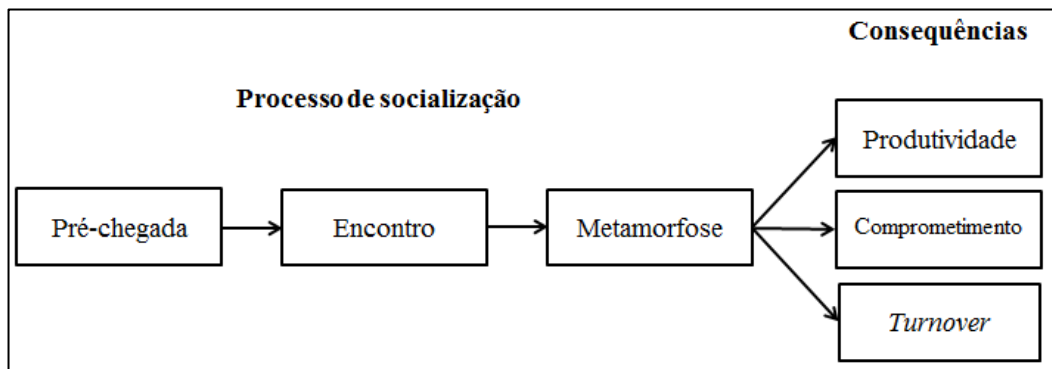 Consequências
Processo de socialização
Pré-chegada
Encontro
Metamorfose
Produtividade
Comprometimento
Turnover